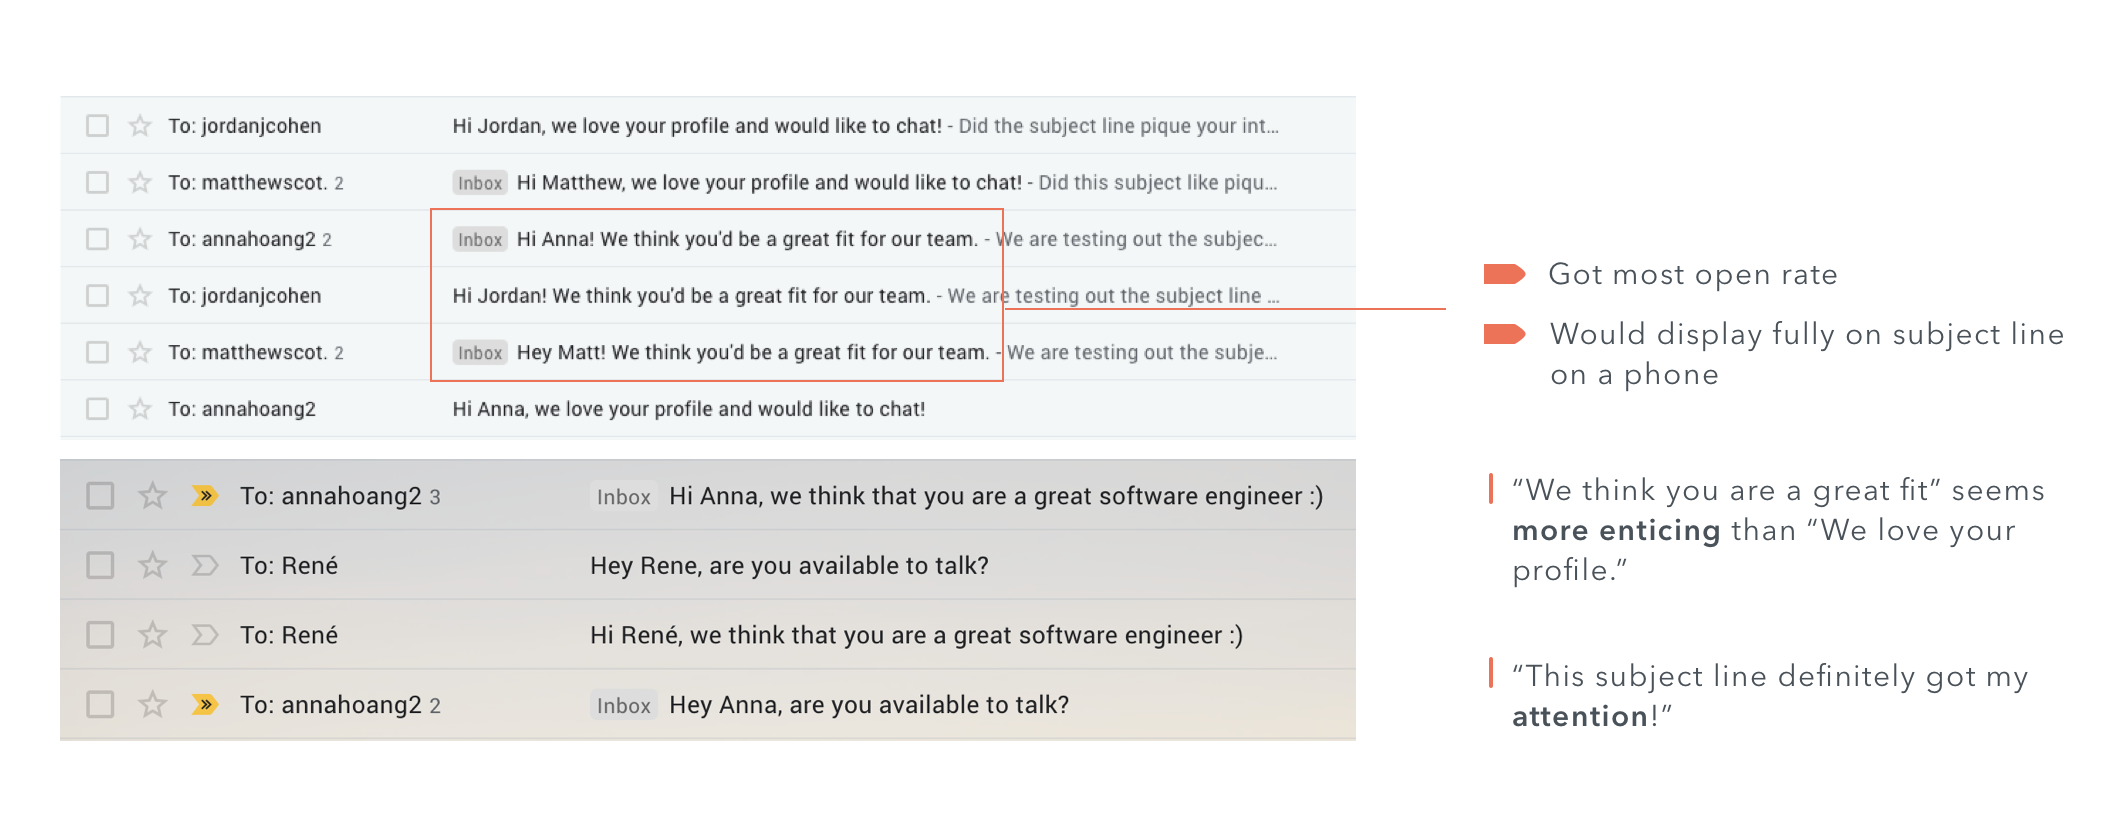 To: jordanjcohen Hi Jordan, we love your profile and would like to chat! - Did the subject line pique your int...
To: matthewscot. 2 Inbox Hi Matthew, we love your profile and would like to chat! - Did this subject like piqu...
To: annahoang2 2 Inbox Hi Anna! We think you'd be a great fit for our team. - We are testing out the subjec...
To: jordanjcohen Hi Jordan! We think you'd be a great fit for our team. - We are testing out the subject line ...
To: matthewscot. 2 Inbox Hey Matt! We think you'd be a great fit for our team. - We are testing out the subje...
To: annahoang2 Hi Anna, we love your profile and would like to chat!
To: annahoang2 3 Inbox Hi Anna, we think that you are a great software engineer :)
To: René Hey Rene, are you available to talk?
To: René Hi René, we think that you are a great software engineer :)
To: annahoang2 2 Inbox Hey Anna, are you available to talk?
Got most open rate
Would display fully on subject line
on a phone
“We think you are a great fit” seems
more enticing than “We love your
profile.”
“This subject line definitely got my
attention!”